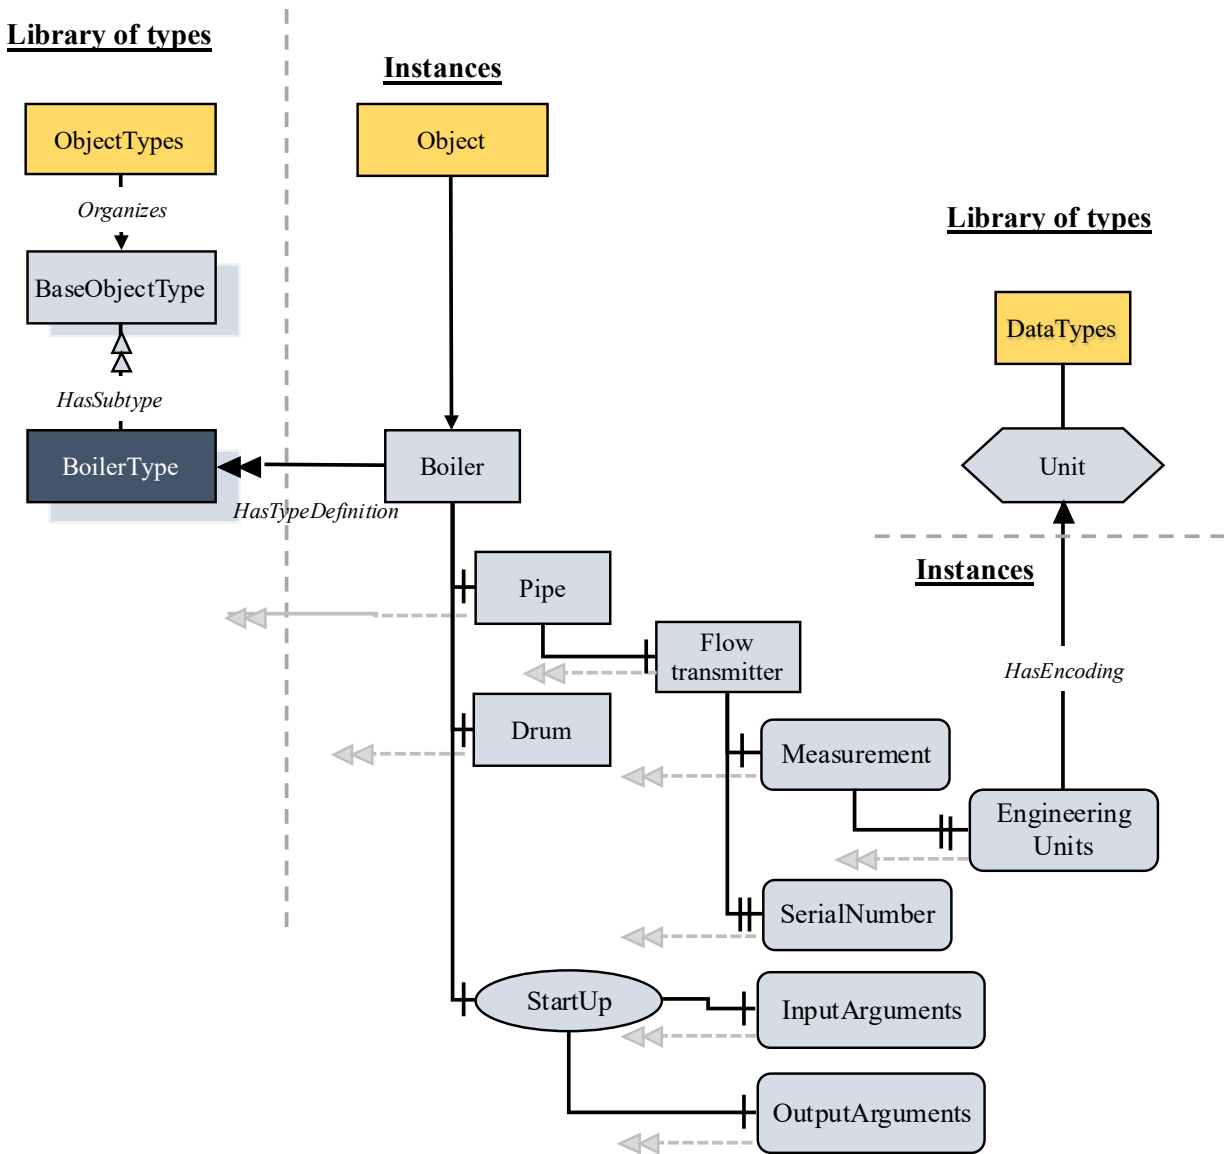 Library of types
Instances
ObjectTypes
Object
Organizes
Library of types
BaseObjectType
DataTypes
HasSubtype
BoilerType
Boiler
Unit
HasTypeDefinition
Instances
Pipe
Flow
transmitter
HasEncoding
Drum
Measurement
Engineering
Units
SerialNumber
StartUp
InputArguments
OutputArguments